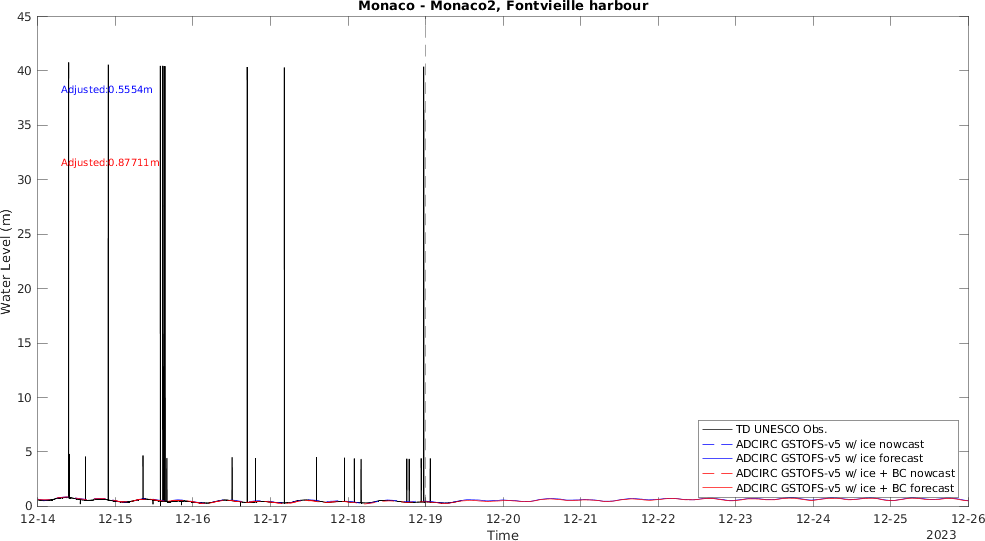 Monaco - Monaco2, Fontvieille harbour
45
40
35
30
25
20
15
10
5
0
Water Level (m)
Adjusted:0.5554m
Adjusted:0.87711m
TD UNESCO Obs.
ADCIRC GSTOFS-v5 w/ ice nowcast
ADCIRC GSTOFS-v5 w/ ice forecast
ADCIRC GSTOFS-v5 w/ ice + BC nowcast
ADCIRC GSTOFS-v5 w/ ice + BC forecast
12-14 12-15 12-16 12-17 12-18 12-19 12-20 12-21 12-22 12-23 12-24 12-25 12-26
Time
2023